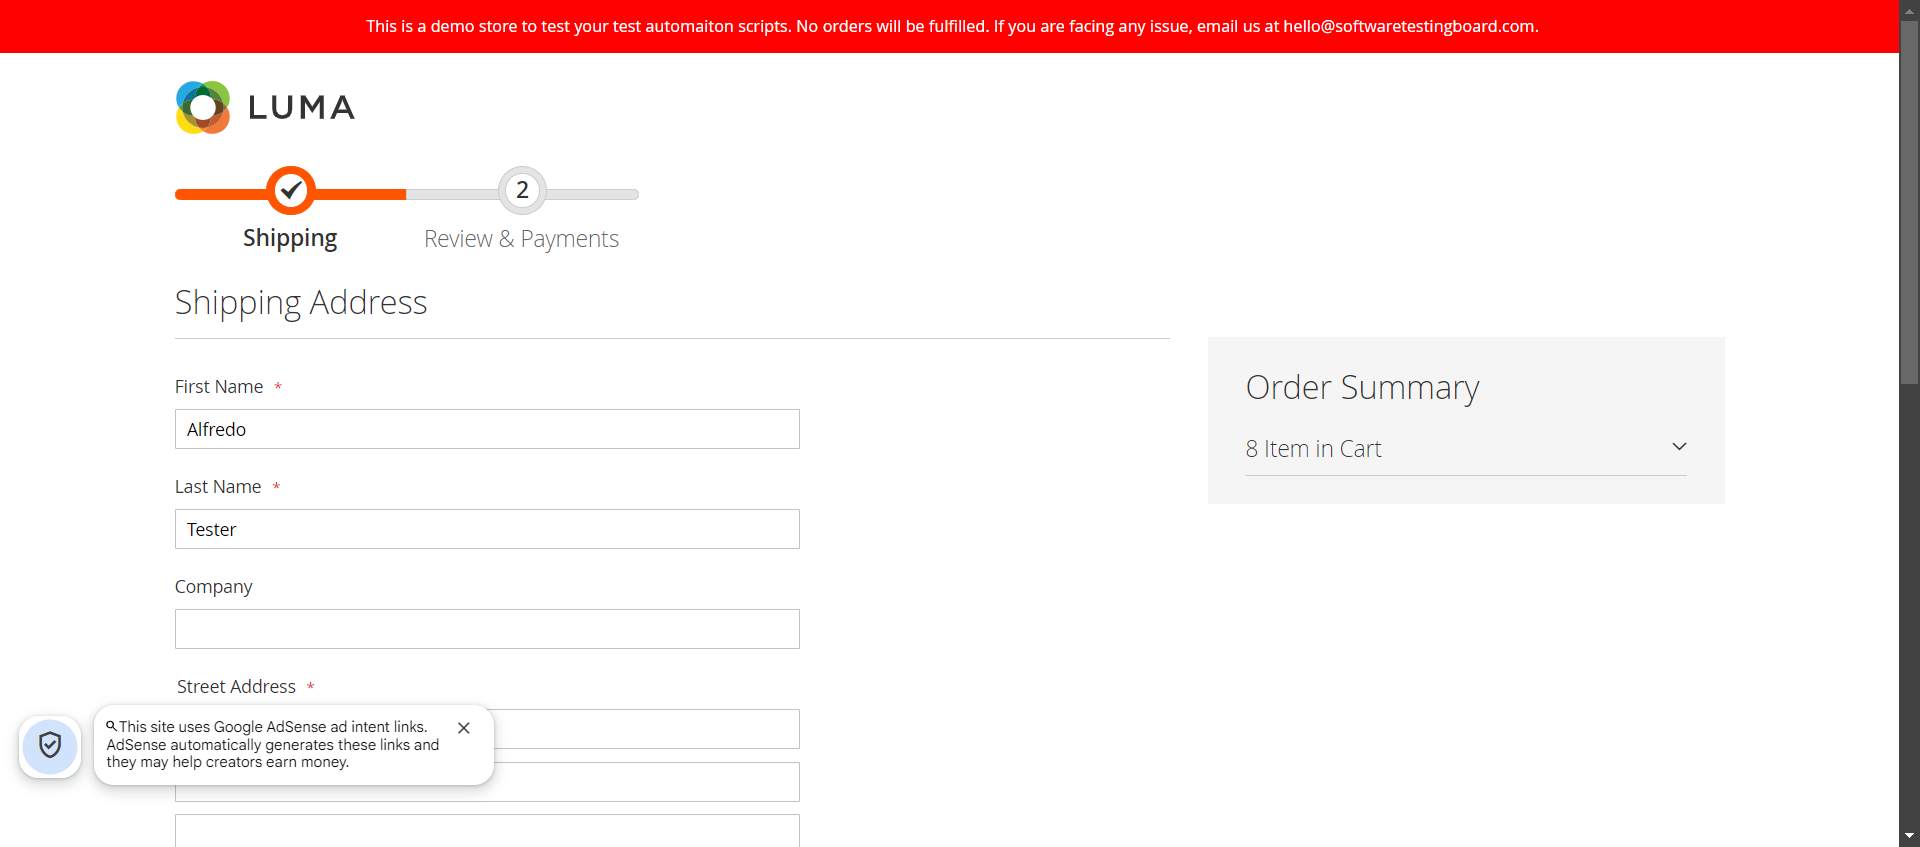 This is a demo store to test your test automaiton scripts. No orders will be fulfilled. If you are facing any issue, email us at hello@softwaretestingboard.com.
LUMA
2
Shipping
Review & Payments
Shipping Address
First Name *
Alfredo
Last Name *
Tester
Company
Street Address *
This site uses Google AdSense ad intent links.
AdSense automatically generates these links and
they may help creators earn money.
Order Summary
8 Item in Cart